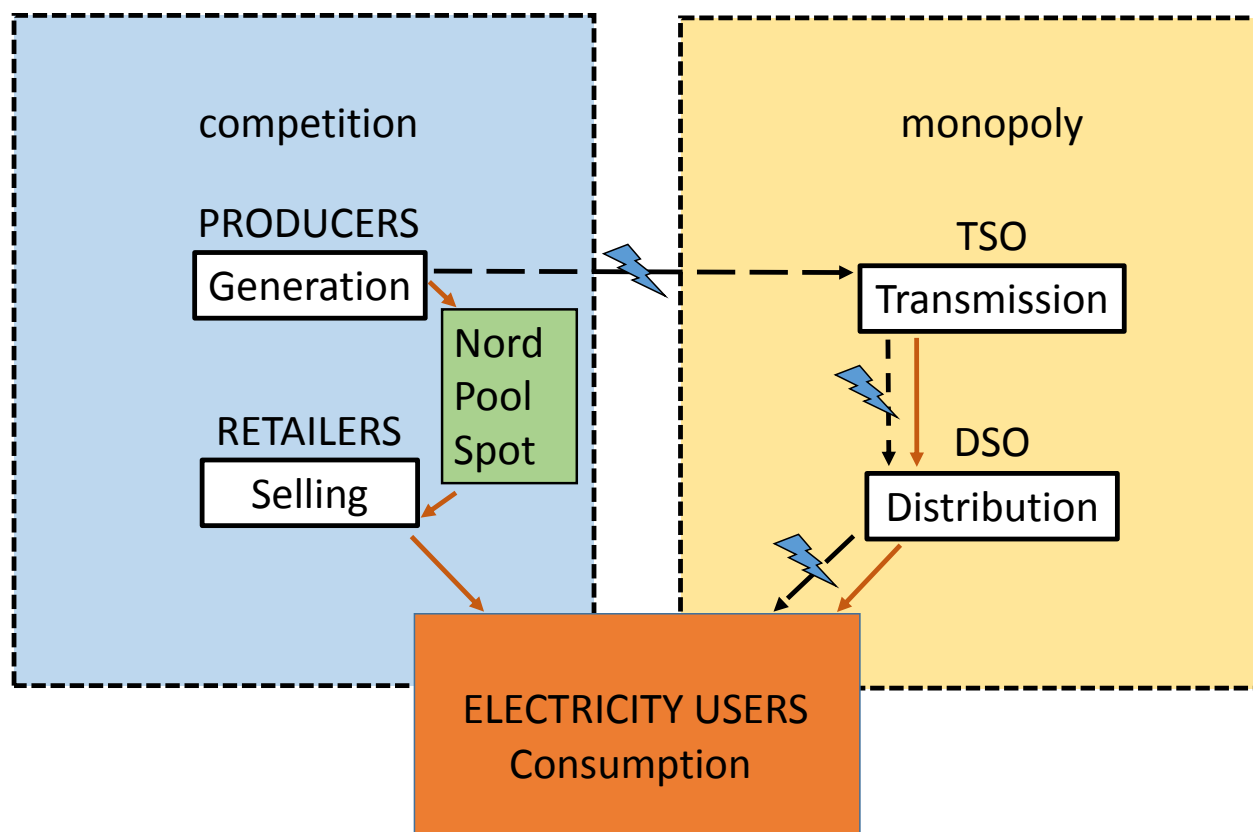 competition
PRODUCERS
Generation
Nord
Pool
Spot
RETAILERS
Selling
monopoly
TSO
Transmission
DSO
Distribution
ELECTRICITY USERS
Consumption